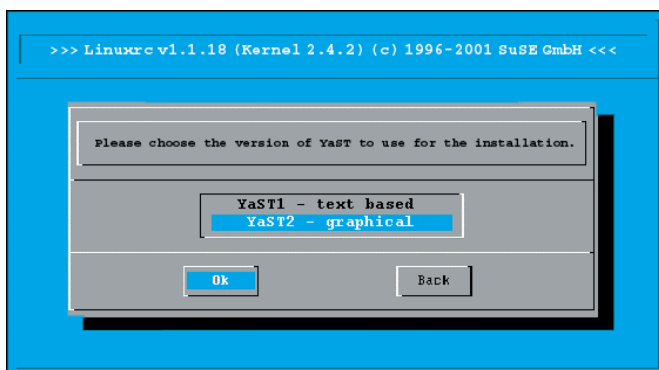 >>> Linuxrc v1.1.18 (Kernel 2.4.2) (c) 1996-2001 SuSE GmbH <<<
Please choose the version of YaST to use for the installation.
YaST1 - text based
YaST2 - graphical
Ok Back